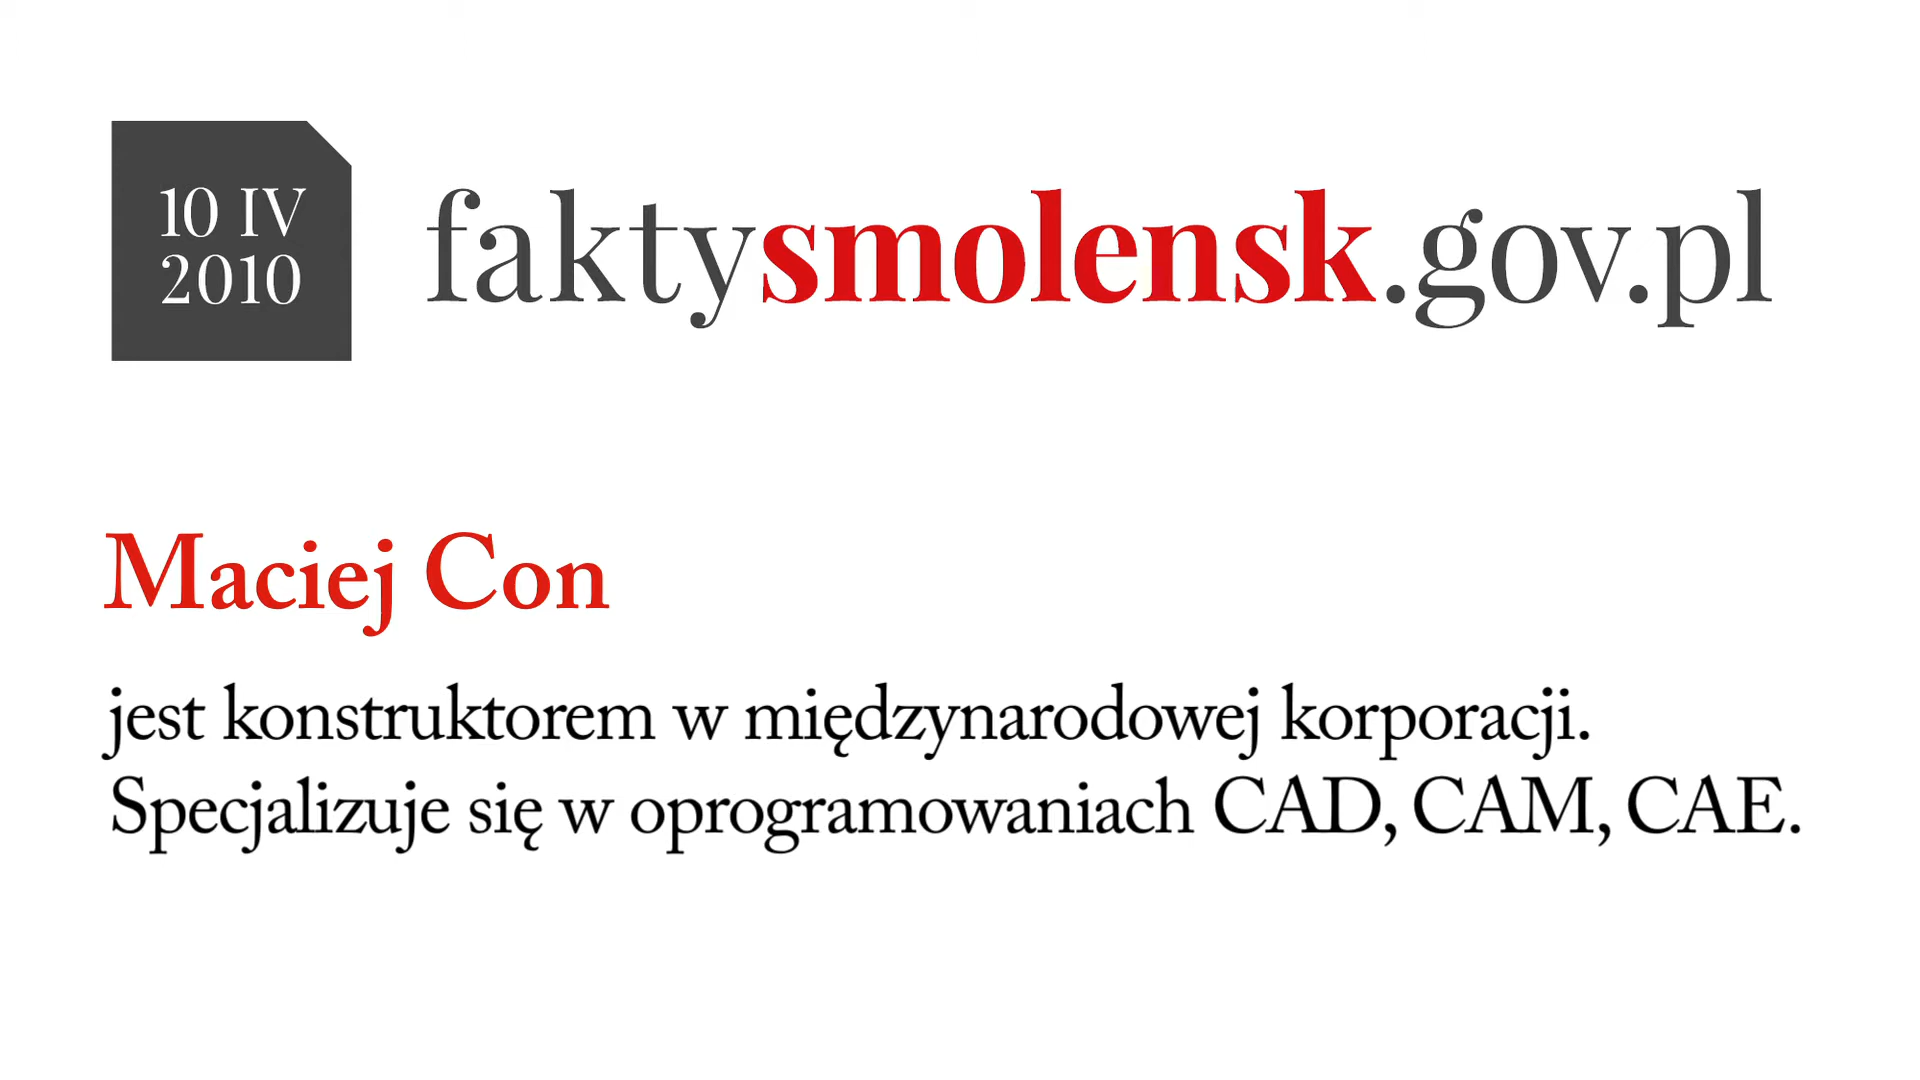 10 IV
2010
faktysmolensk.gov.pl
Maciej Con
jest konstruktorem w międzynarodowej korporacji.
Specjalizuje się w oprogramowaniach CAD, CAM, CAE.